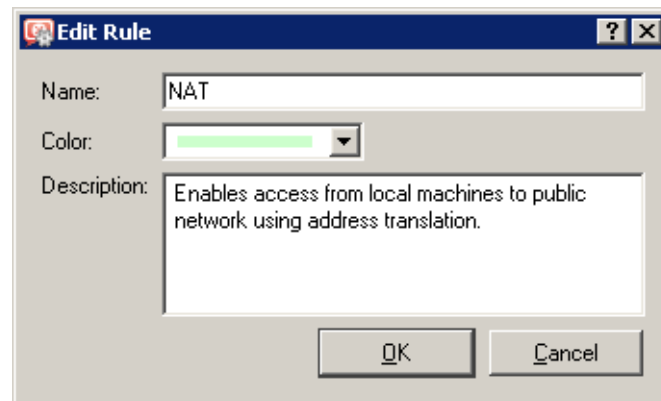 Edit Rule
Name: NAT
Color:
Description: Enables access from local machines to public
network using address translation.
OK Cancel